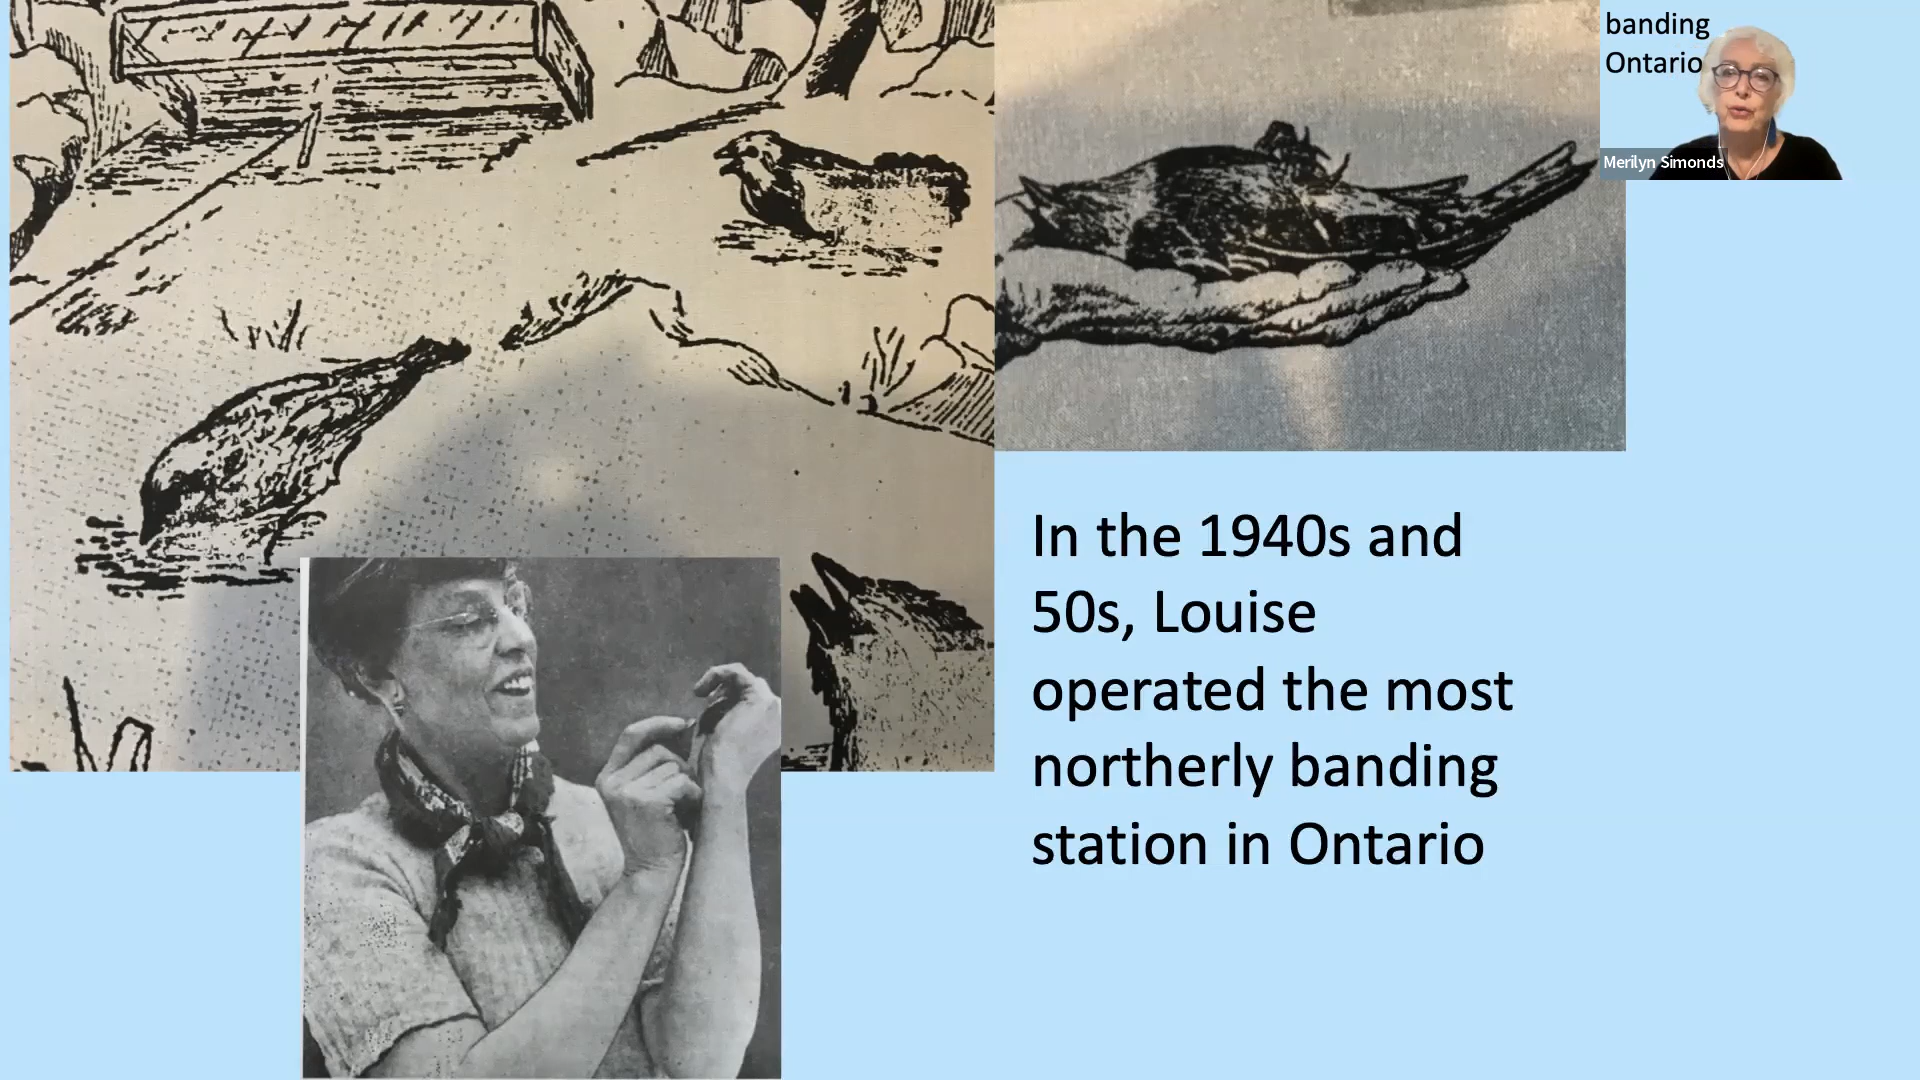 banding
Ontario
Merilyn Simonds
In the 1940s and
50s, Louise
operated the most
northerly banding
station in Ontario